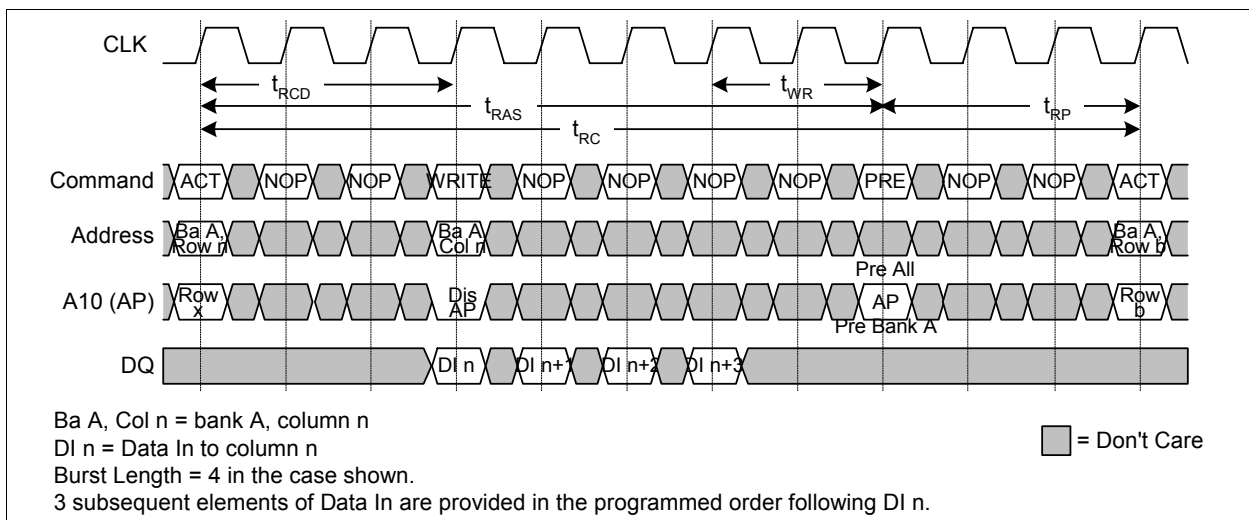 CLK
tRCD tWR
tRAS tRP
tRC
Command ACT NOP NOP WRITE NOP NOP NOP NOP PRE NOP NOP ACT
Address Ba A, Row n Ba A Col n Ba A, Row b
Pre All
A10 (AP) Row x Dis AP AP Row b
Pre Bank A
DQ DI n DI n+1 DI n+2 DI n+3
Ba A, Col n = bank A, column n
DI n = Data In to column n
= Don't Care
Burst Length = 4 in the case shown.
3 subsequent elements of Data In are provided in the programmed order following DI n.